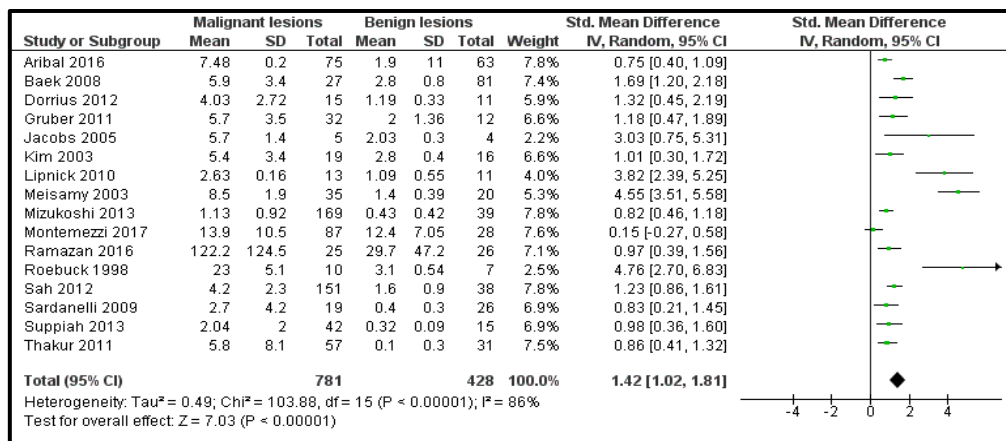 Malignant lesions Benign lesions Std. Mean Difference Std. Mean Difference
Study or Subgroup Mean SD Total Mean SD Total Weight IV, Random, 95% CI IV, Random, 95% CI
Aribal 2016 7.48 0.2 75 1.9 11 63 7.8% 0.75 [0.40, 1.09]
Baek 2008 5.9 3.4 27 2.8 0.8 81 7.4% 1.69 [1.20, 2.18]
Dorrius 2012 4.03 2.72 15 1.19 0.33 11 5.9% 1.32 [0.45, 2.19]
Gruber 2011 5.7 3.5 32 2 1.36 12 6.6% 1.18 [0.47, 1.89]
Jacobs 2005 5.7 1.4 5 2.03 0.3 4 2.2% 3.03 [0.75, 5.31]
Kim 2003 5.4 3.4 19 2.8 0.4 16 6.6% 1.01 [0.30, 1.72]
Lipnick 2010 2.63 0.16 13 1.09 0.55 11 3.8% 3.82 [2.39, 5.25]
Meisamy 2003 8.5 1.9 35 1.4 0.39 20 5.2% 4.55 [3.51, 5.58]
Mizukoshi 2013 1.13 0.92 169 0.43 0.42 39 7.8% 0.82 [0.46, 1.18]
Montemezzi 2017 13.9 10.5 87 12.4 7.05 28 7.6% 0.15 [-0.27, 0.58]
Ramazan 2016 122.2 124.5 25 29.7 47.2 26 7.1% 0.97 [0.39, 1.56]
Roebuck 1998 23 5.1 10 3.1 0.54 7 2.5% 4.76 [2.70, 6.83]
Sah 2012 4.2 2.3 151 1.6 0.9 38 7.7% 1.23 [0.86, 1.61]
Sardanelli 2009 2.7 4.2 19 0.4 0.3 26 6.9% 0.83 [0.21, 1.45]
Suppiah 2013 2.04 2 42 0.32 0.09 15 6.9% 0.98 [0.36, 1.60]
Thakur 2011 5.8 8.1 57 0.1 0.3 31 7.5% 0.86 [0.41, 1.32]
Total (95% CI) 781 428 100.0% 1.42 [1.02, 1.81]
Heterogeneity: Tau² = 0.49; Chi² = 103.88, df = 15 (P < 0.00001); I² = 86%
Test for overall effect: Z = 7.03 (P < 0.00001)
-4 -2 0 2 4